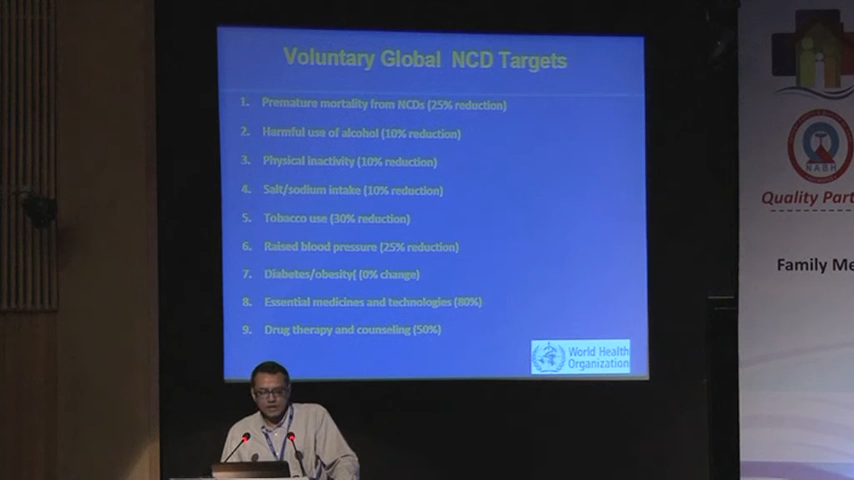 Voluntary Global NCD Targets
1. Premature mortality from NCDs (25% reduction)
2. Harmful use of alcohol (10% reduction)
3. Physical inactivity (10% reduction)
4. Salt/sodium intake (10% reduction)
5. Tobacco use (30% reduction)
6. Raised blood pressure (25% reduction)
7. Diabetes/obesity( (0% change)
8. Essential medicines and technologies (80%)
9. Drug therapy and counseling (50%)
World Health
Organization
NABH
Quality Part
Family Me